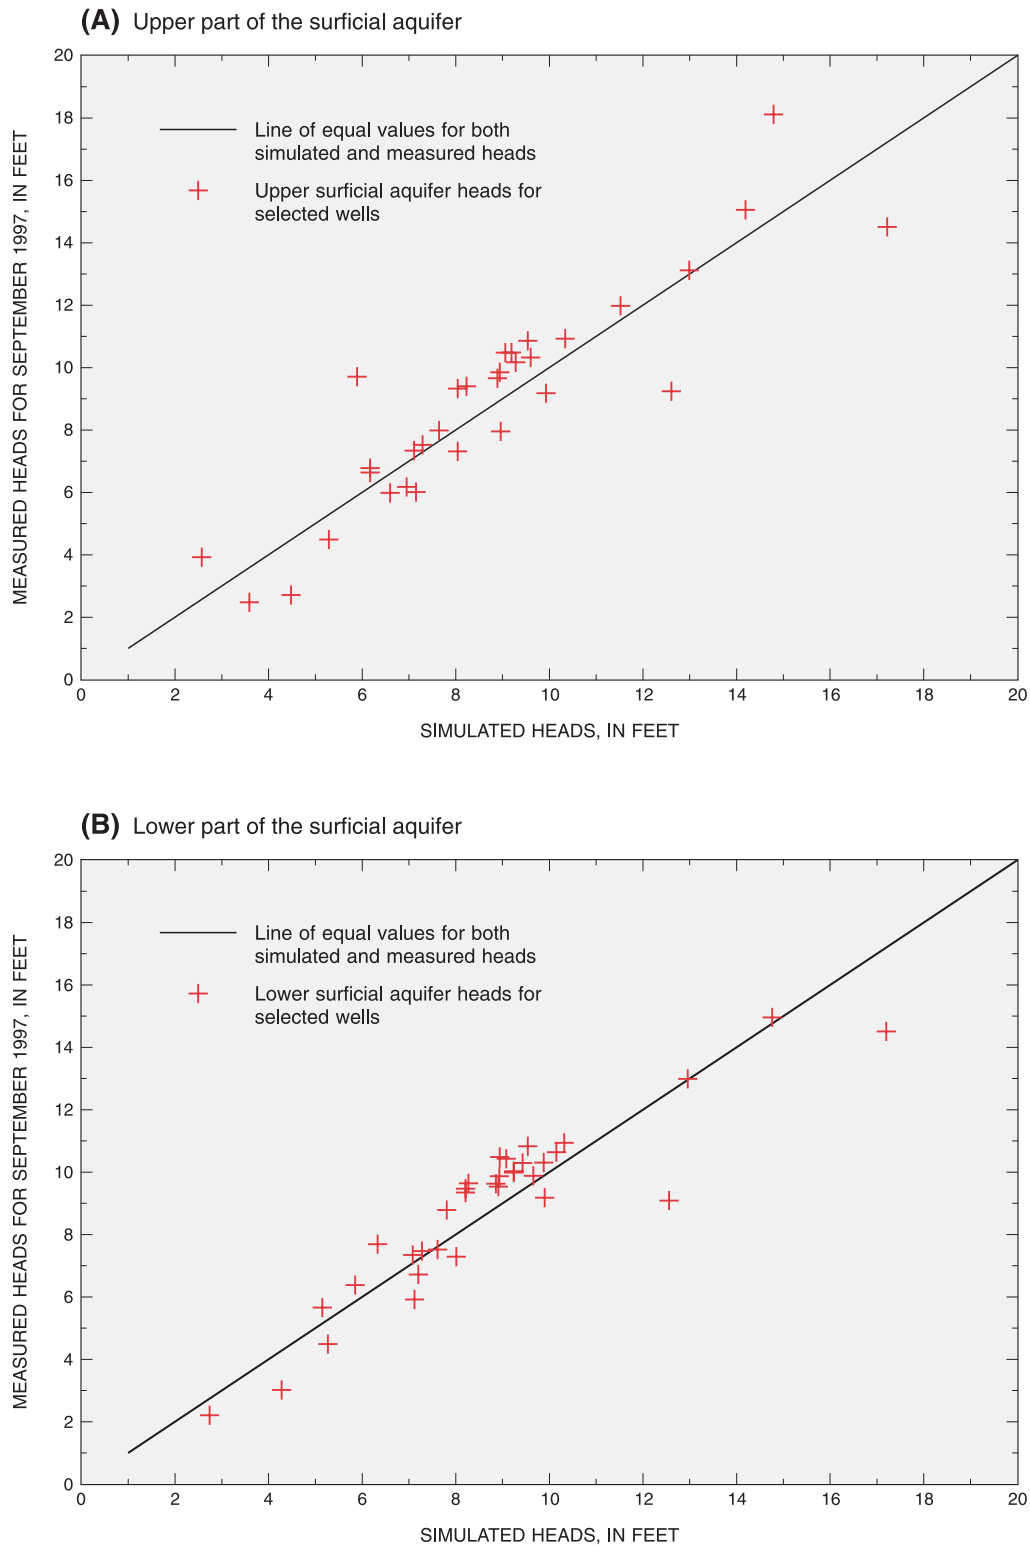 (A) Upper part of the surficial aquifer
20
18
16
14
12
10
8
6
4
2
0
MEASURED HEADS FOR SEPTEMBER 1997, IN FEET
Line of equal values for both
simulated and measured heads
Upper surficial aquifer heads for
selected wells
0 2 4 6 8 10 12 14 16 18 20
SIMULATED HEADS, IN FEET
(B) Lower part of the surficial aquifer
20
18
16
14
12
10
8
6
4
2
0
MEASURED HEADS FOR SEPTEMBER 1997, IN FEET
Line of equal values for both
simulated and measured heads
Lower surficial aquifer heads for
selected wells
0 2 4 6 8 10 12 14 16 18 20
SIMULATED HEADS, IN FEET